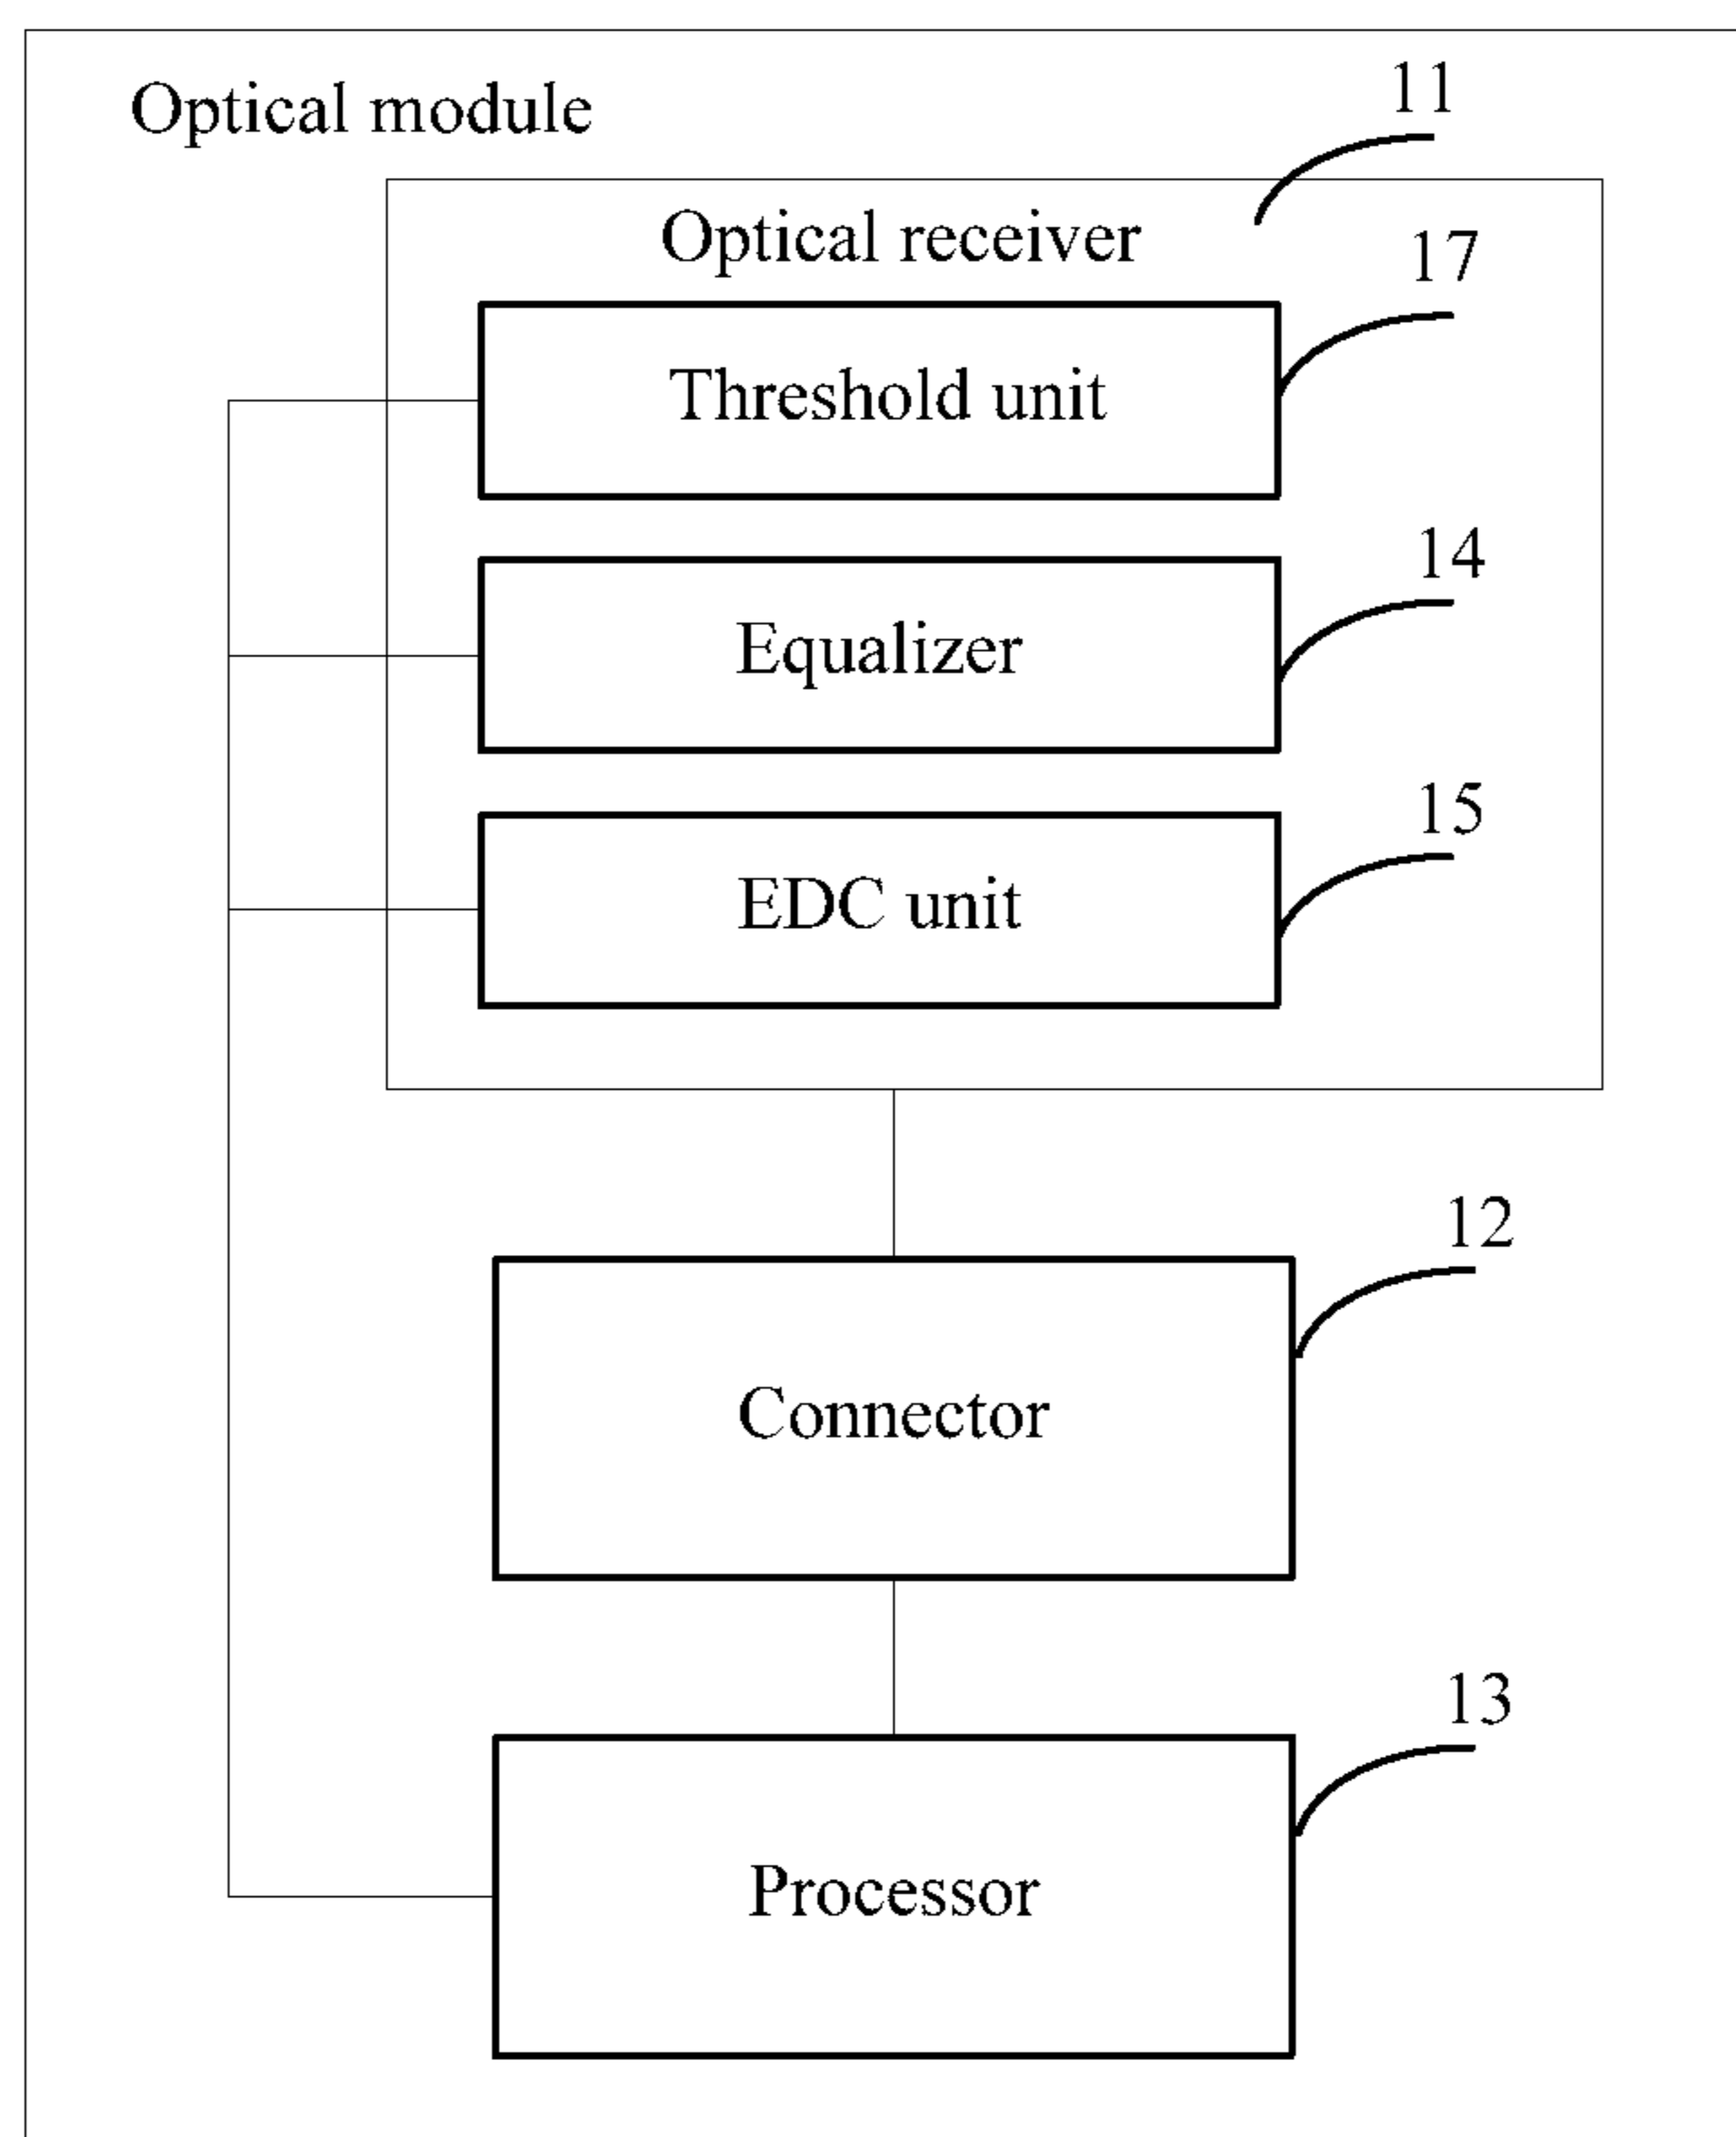 Optical module
11
Optical receiver
17
Threshold unit
14
Equalizer
15
EDC unit
12
Connector
13
Processor